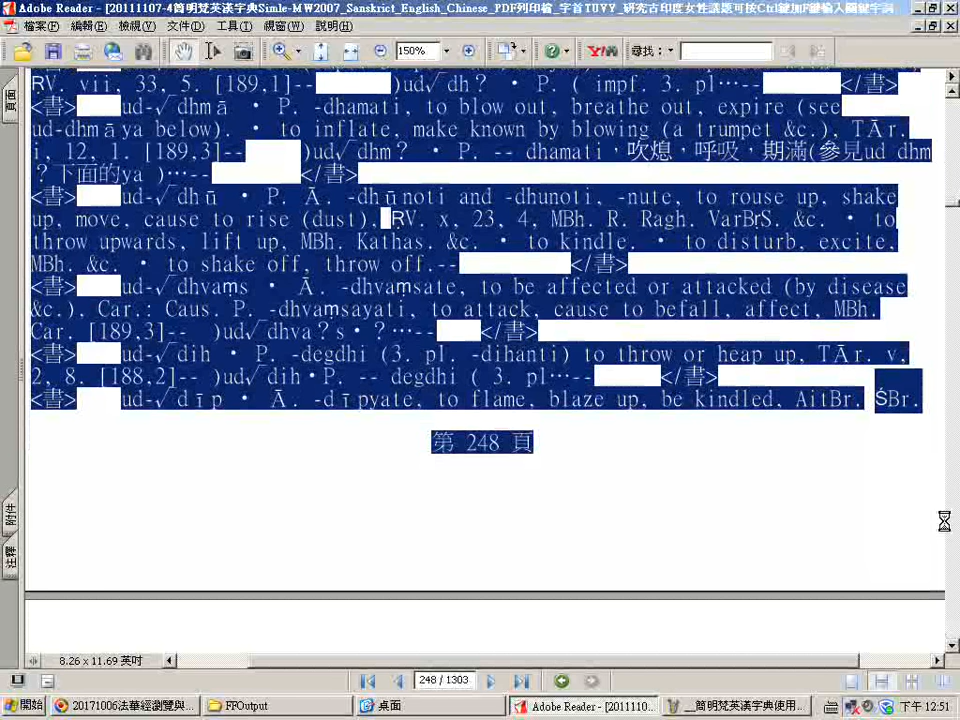 Adobe Reader - [20111107-4簡明梵英漢字典Simle-MW2007_Sanskrict_English_Chinese_PDF列印檔_字首TUVY_研究古印度女性議題可按Ctrl鍵加F鍵輸入關鍵字詞
檔案(F) 編輯(E) 檢視(V) 文件(D) 工具(T) 視窗(W) 說明(H)
150% Y! 尋找:
頁面
RV. vii, 33, 5. [189,1]-- )ud√dh? • P. ( impf. 3. pl…-- </書>
<書> ud-√dhmā • P. -dhamati, to blow out, breathe out, expire (see
ud-dhmāya below). • to inflate, make known by blowing (a trumpet &c.), TĀr.
i, 12, 1. [189,3]-- )ud√dhm? • P. -- dhamati,吹熄,呼吸,期滿(參見ud dhm
?下面的ya )…-- </書>
<書> ud-√dhū • P. Ā. -dhūnoti and -dhunoti, -nute, to rouse up, shake
up, move, cause to rise (dust), ṚV. x, 23, 4, MBh. R. Ragh. VarBṛS. &c. • to
throw upwards, lift up, MBh. Kathas. &c. • to kindle. • to disturb, excite,
MBh. &c. • to shake off, throw off.-- </書>
<書> ud-√dhvaṃs • Ā. -dhvaṃsate, to be affected or attacked (by disease
&c.), Car.: Caus. P. -dhvaṃsayati, to attack, cause to befall, affect, MBh.
Car. [189,3]-- )ud√dhva?s • ?…-- </書>
<書> ud-√dih • P. -degdhi (3. pl. -dihanti) to throw or heap up, TĀr. v,
2, 8. [188,2]-- )ud√dih•P. -- degdhi ( 3. pl…-- </書>
<書> ud-√dīp • Ā. -dīpyate, to flame, blaze up, be kindled, AitBr. ŚBr.
第 248 頁
附件
注釋
8.26 x 11.69 英吋
248 / 1303
開始 20171006法華經瀏覽與... FFOutput 桌面 Adobe Reader - [2011110... __簡明梵英字典使用... 下午 12:51